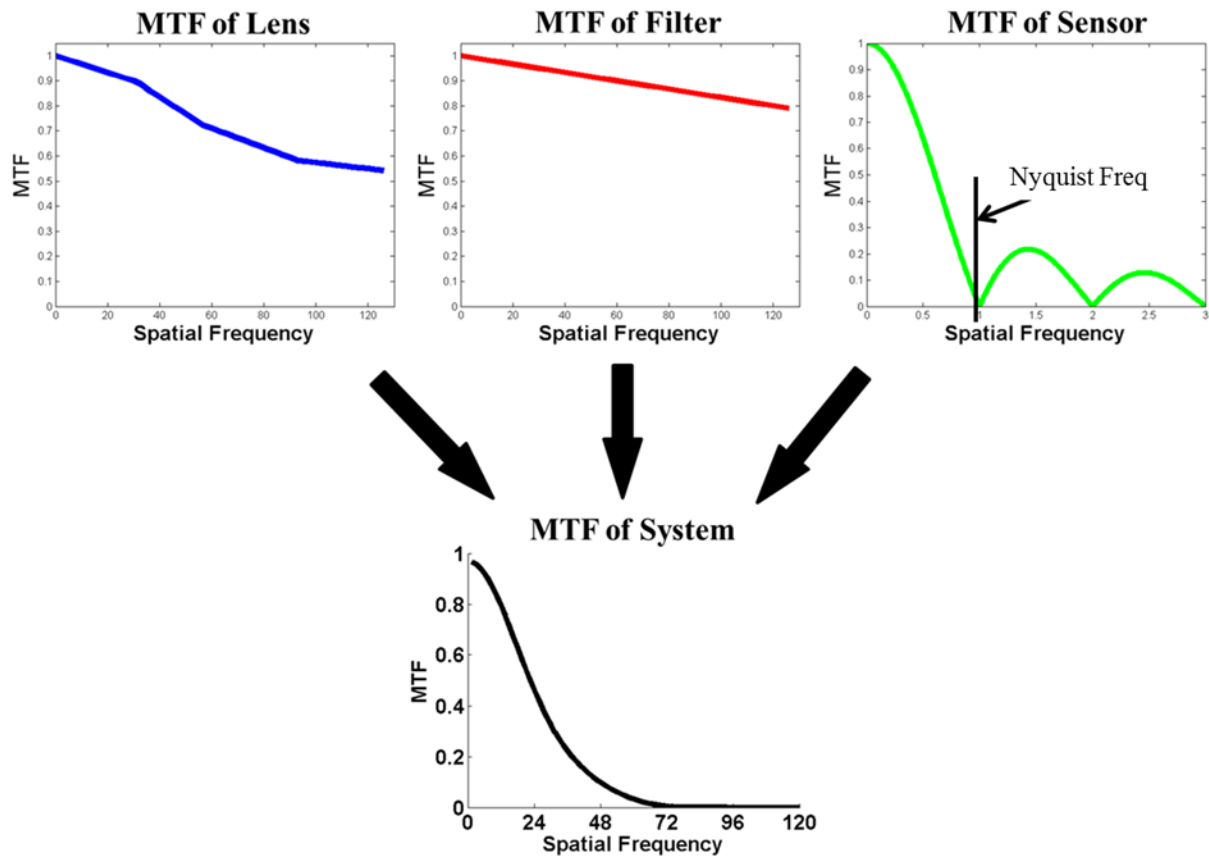 MTF of Lens
1
0.9
0.8
0.7
0.6
0.5
0.4
0.3
0.2
0.1
0
MTF
0 20 40 60 80 100 120
Spatial Frequency
MTF of Filter
1
0.9
0.8
0.7
0.6
0.5
0.4
0.3
0.2
0.1
0
MTF
0 20 40 60 80 100 120
Spatial Frequency
MTF of Sensor
1
0.9
0.8
0.7
0.6
0.5
0.4
0.3
0.2
0.1
0
MTF
Nyquist Freq
0 0.5 1 1.5 2 2.5 3
Spatial Frequency
MTF of System
1
0.8
0.6
0.4
0.2
0
MTF
0 24 48 72 96 120
Spatial Frequency